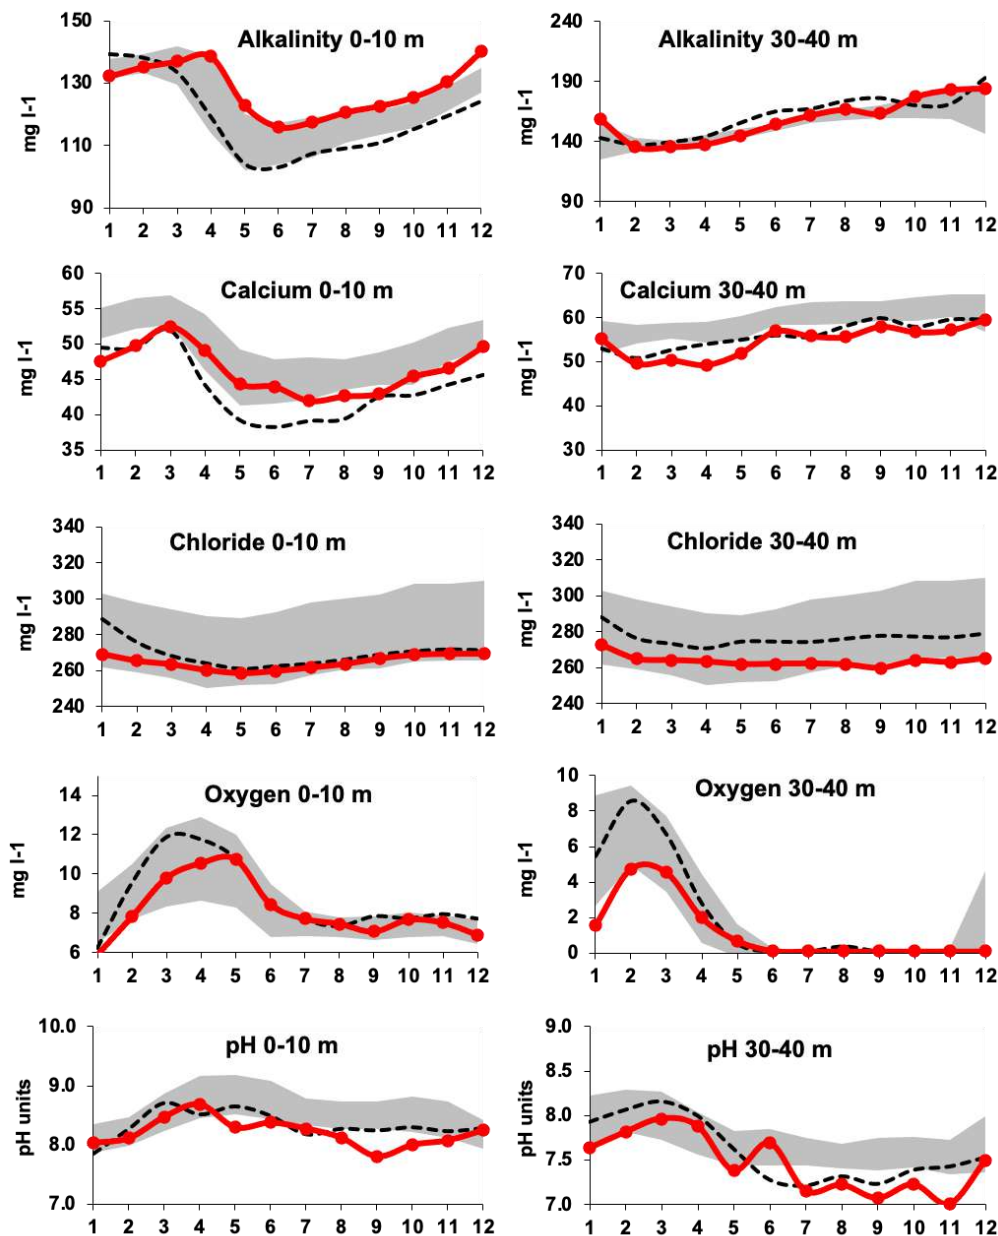 Alkalinity 0-10 m
mg l-1
150
130
110
90
1 2 3 4 5 6 7 8 9 10 11 12
Alkalinity 30-40 m
mg l-1
240
190
140
90
1 2 3 4 5 6 7 8 9 10 11 12
Calcium 0-10 m
mg l-1
60
55
50
45
40
35
1 2 3 4 5 6 7 8 9 10 11 12
Calcium 30-40 m
mg l-1
70
60
50
40
30
1 2 3 4 5 6 7 8 9 10 11 12
Chloride 0-10 m
mg l-1
340
320
300
280
260
240
1 2 3 4 5 6 7 8 9 10 11 12
Chloride 30-40 m
mg l-1
340
320
300
280
260
240
1 2 3 4 5 6 7 8 9 10 11 12
Oxygen 0-10 m
mg l-1
14
12
10
8
6
1 2 3 4 5 6 7 8 9 10 11 12
Oxygen 30-40 m
mg l-1
10
8
6
4
2
0
1 2 3 4 5 6 7 8 9 10 11 12
pH 0-10 m
pH units
10.0
9.0
8.0
7.0
1 2 3 4 5 6 7 8 9 10 11 12
pH 30-40 m
pH units
9.0
8.5
8.0
7.5
7.0
1 2 3 4 5 6 7 8 9 10 11 12